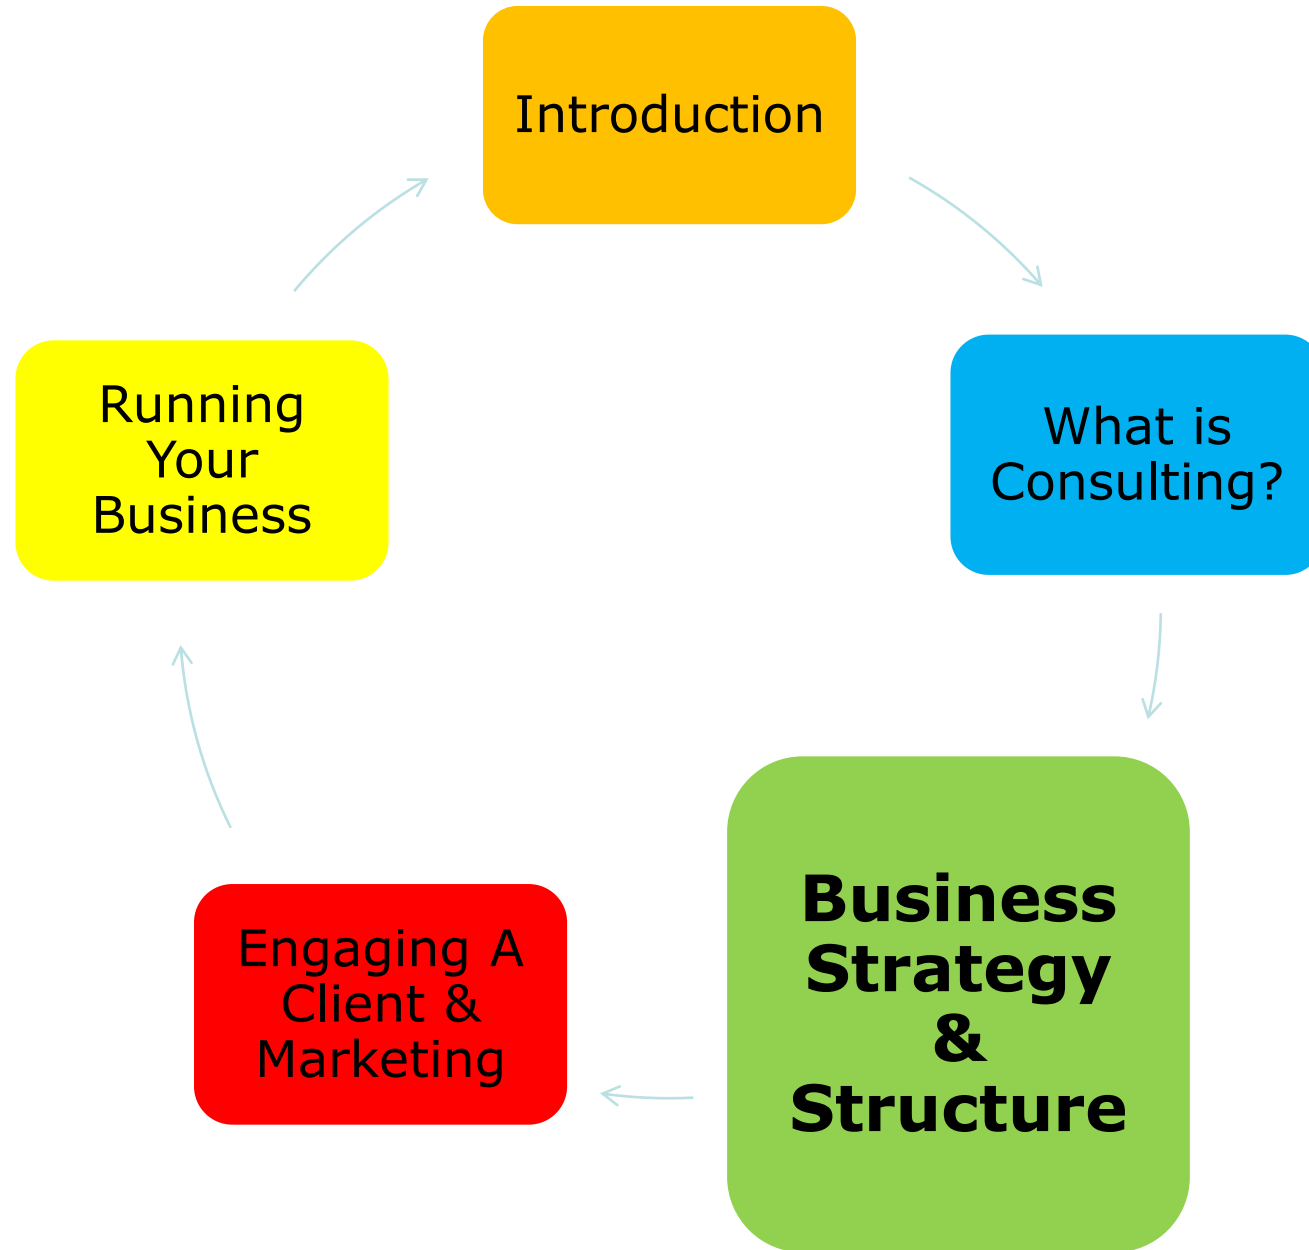 Introduction
What is
Consulting?
Business
Strategy
&
Structure
Engaging A
Client &
Marketing
Running
Your
Business